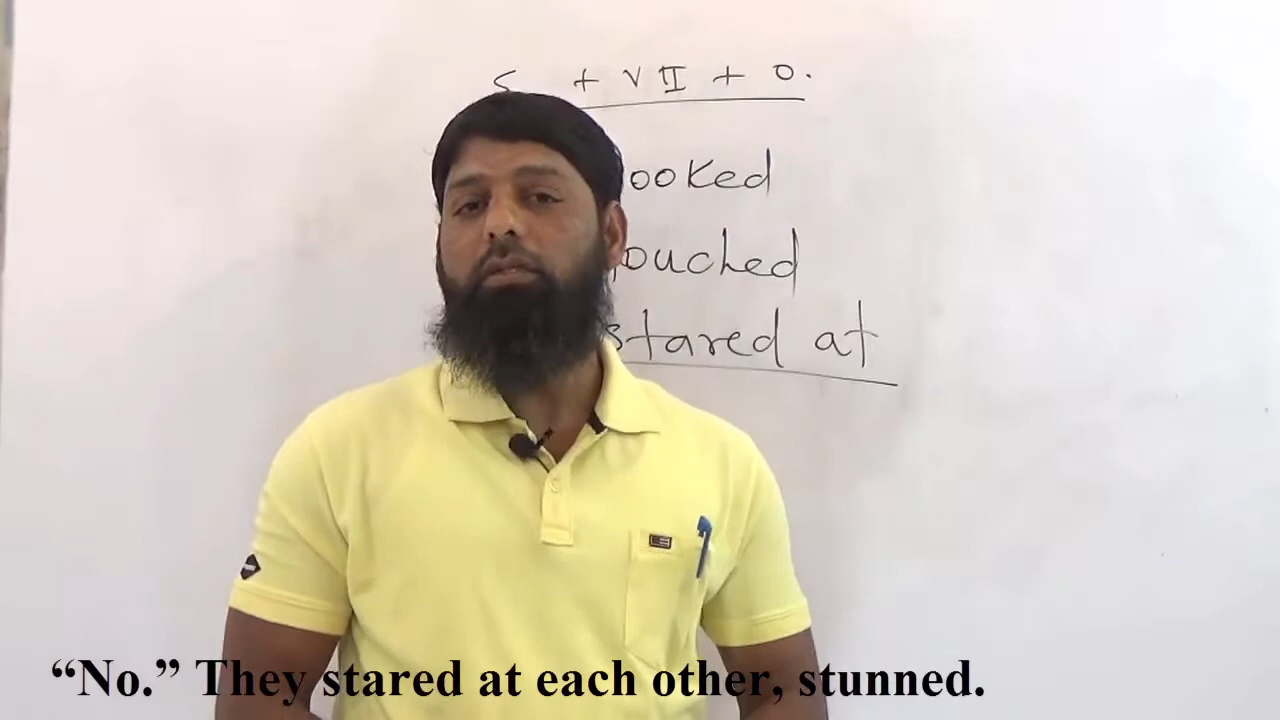 S + V II + O.
ooked
ouched
stared at
“No.” They stared at each other, stunned.